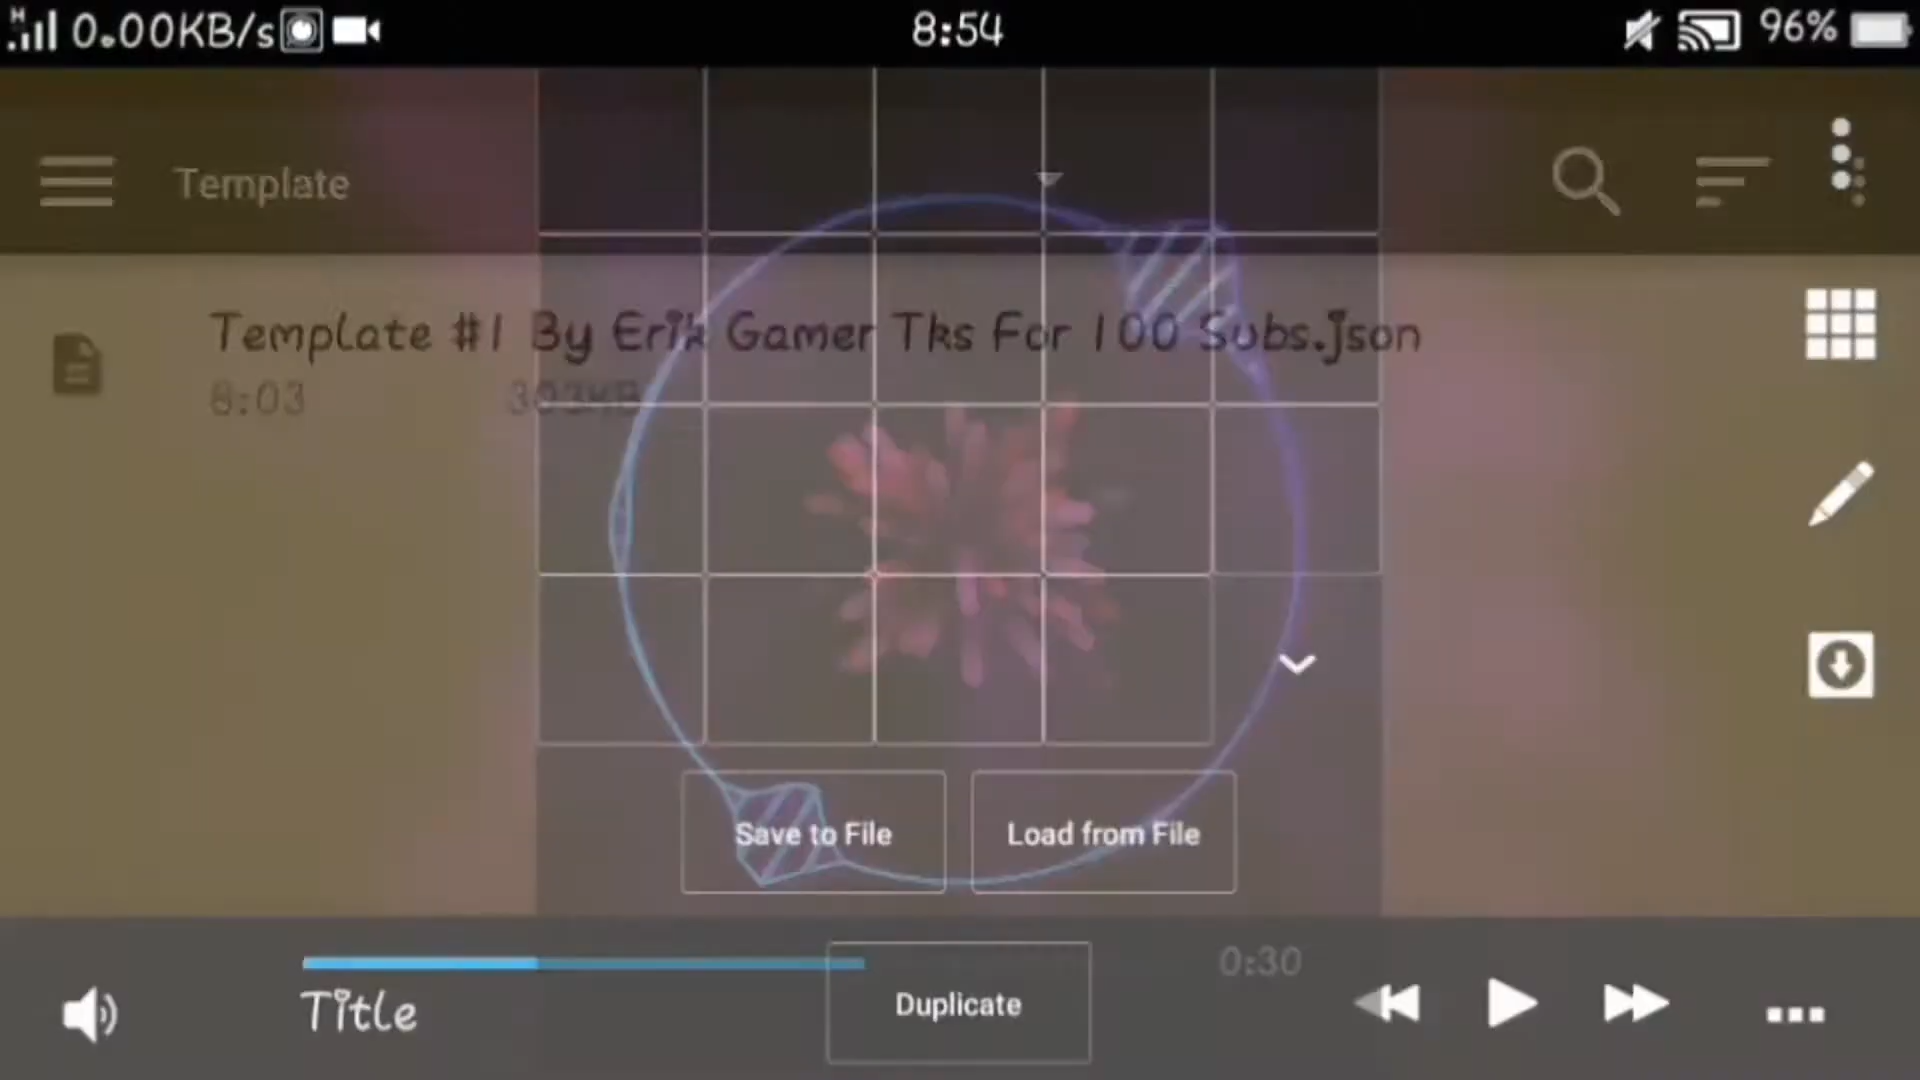 H 0.00KB/s 8:54 96%
Template
Template #1 By Erik Gamer Tks For 100 Subs.json
8:03 303KB
Save to File Load from File
0:30
Title Duplicate